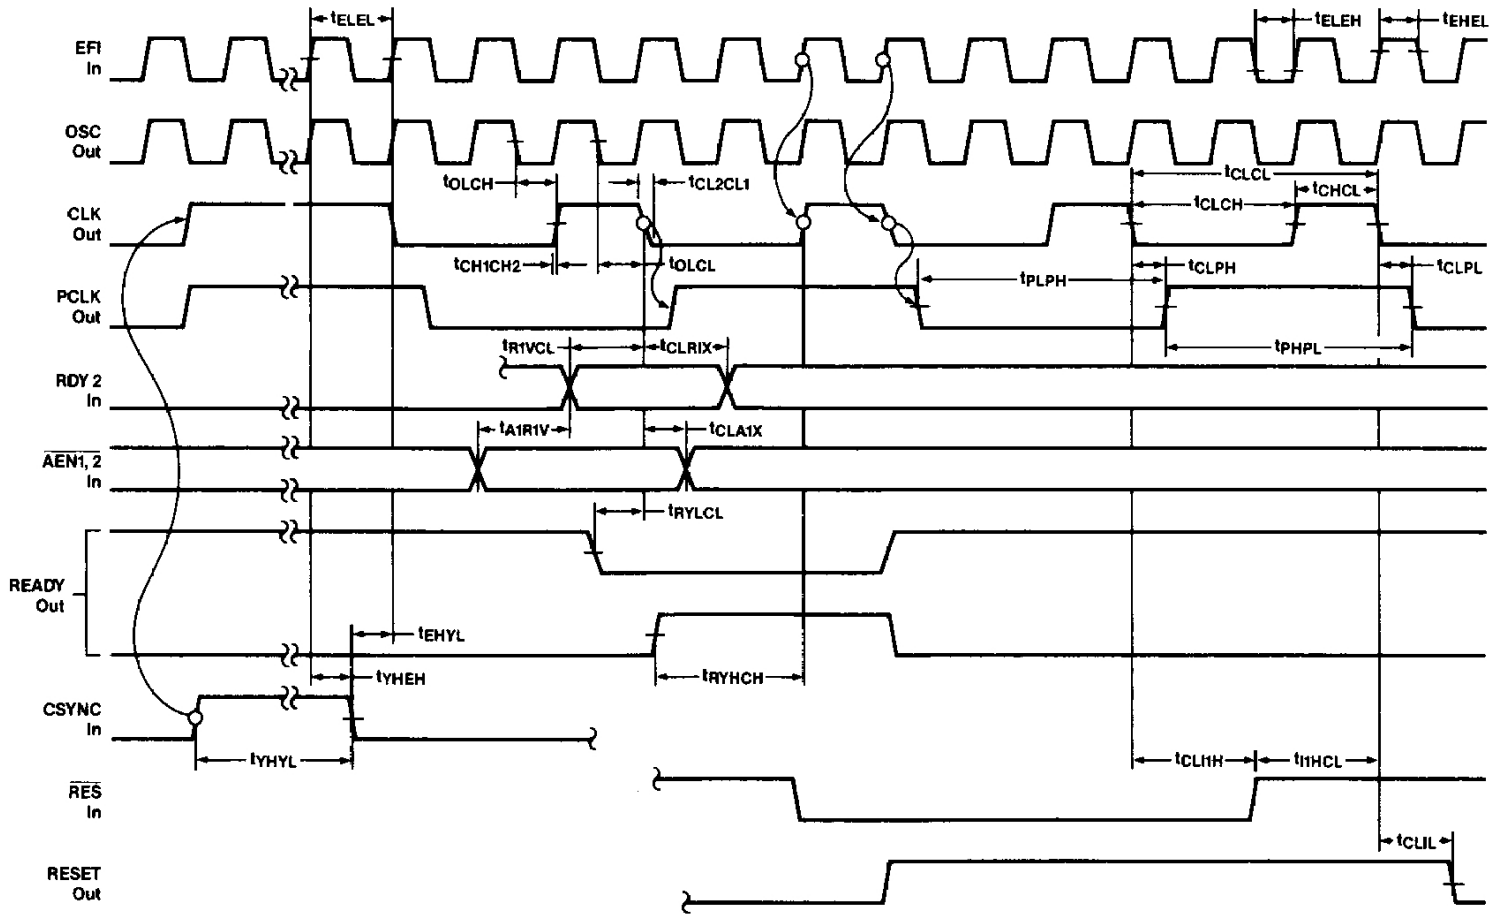 tELEL
tELEH
tEHEL
EFI
In
OSC
Out
tOLCH
tCL2CL1
tCLCL
tCHCL
tCLCH
CLK
Out
tCH1CH2
tOLCL
tCLPH
tCLPL
tPLPH
PCLK
Out
tR1VCL
tCLRIX
tPHPL
RDY 2
In
tA1R1V
tCLA1X
AEN1, 2
In
tRYLCL
READY
Out
tEHYL
tYHEH
tRYHCH
CSYNC
In
tYHYL
tCLI1H
tI1HCL
RES
In
tCLIL
RESET
Out